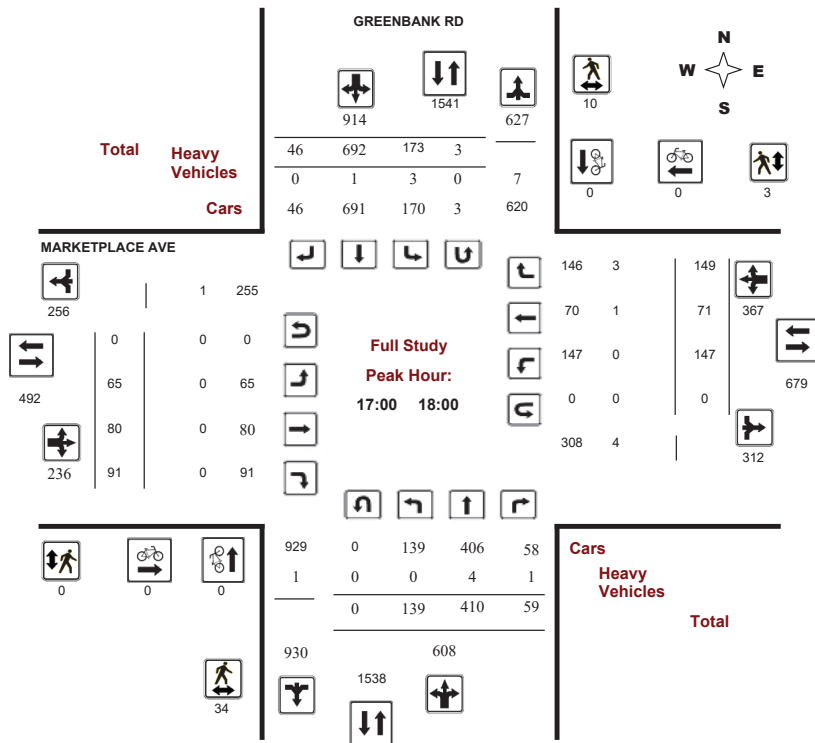 GREENBANK RD
N
W E
S
1541
10
914
627
Total Heavy Vehicles
46 692 173 3
0 1 3 0 7
Cars 46 691 170 3 620
0 0 3
MARKETPLACE AVE
256
1 255
146 3 149
367
70 1 71
0 0 0
Full Study
Peak Hour:
17:00 18:00
492
65 0 65
147 0 147
679
80 0 80
0 0 0
236
91 0 91
308 4
312
929 0 139 406 58
Cars
1 0 0 4 1
Heavy
Vehicles
0 0 0
0 139 410 59
Total
930
608
1538
34